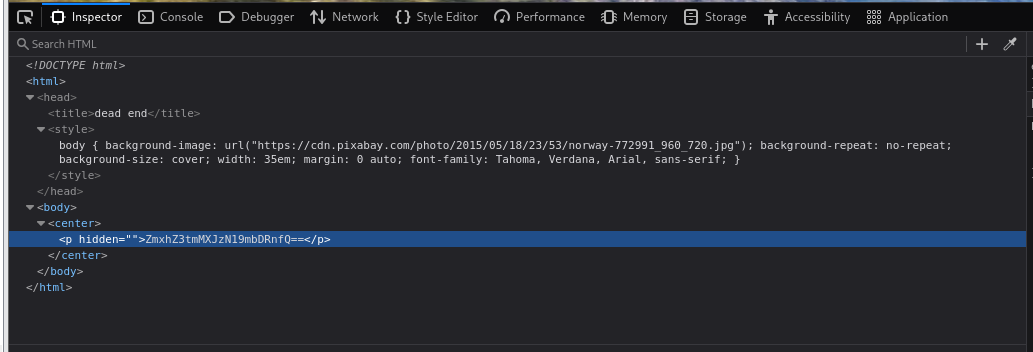 Inspector Console Debugger Network Style Editor Performance Memory Storage Accessibility Application
Search HTML
<!DOCTYPE html>
<html>
<head>
<title>dead end</title>
<style>
body { background-image: url("https://cdn.pixabay.com/photo/2015/05/18/23/53/norway-772991_960_720.jpg"); background-repeat: no-repeat;
background-size: cover; width: 35em; margin: 0 auto; font-family: Tahoma, Verdana, Arial, sans-serif; }
</style>
</head>
<body>
<center>
<p hidden="">ZmxhZ3tmMXJzN19mbDRnfQ==</p>
</center>
</body>
</html>